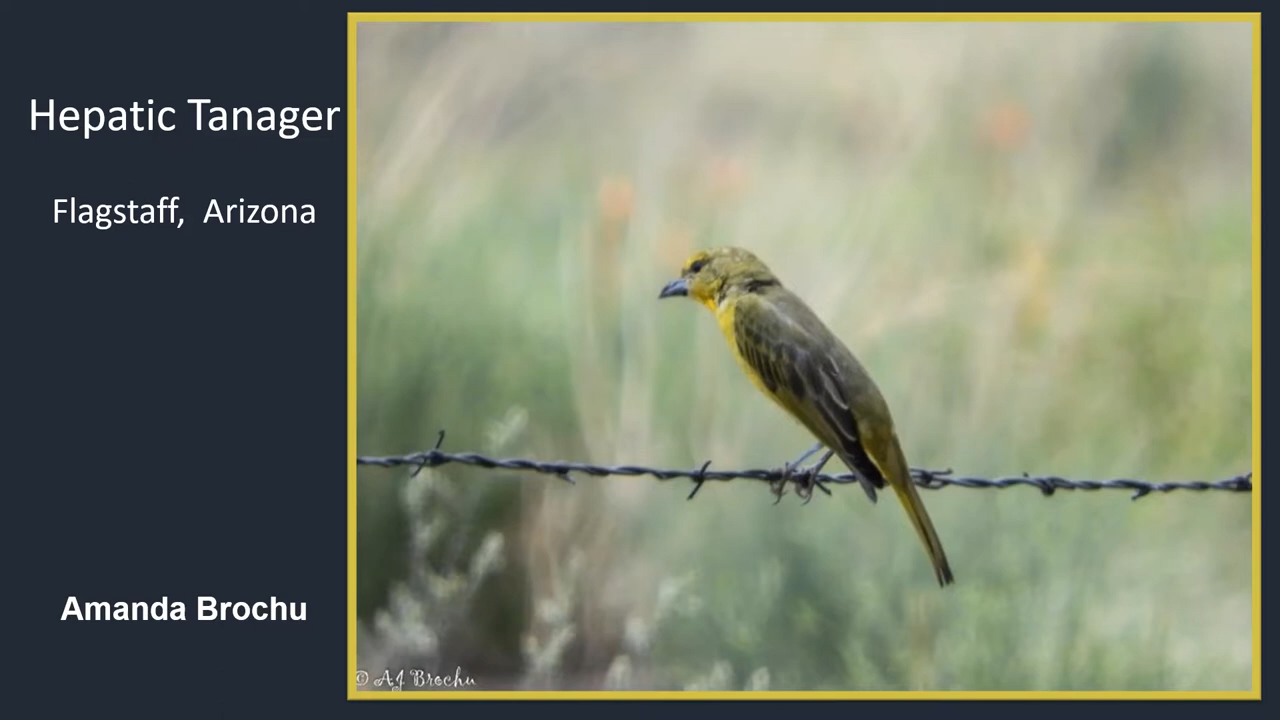 Hepatic Tanager
Flagstaff, Arizona
Amanda Brochu
© AJ Brochu